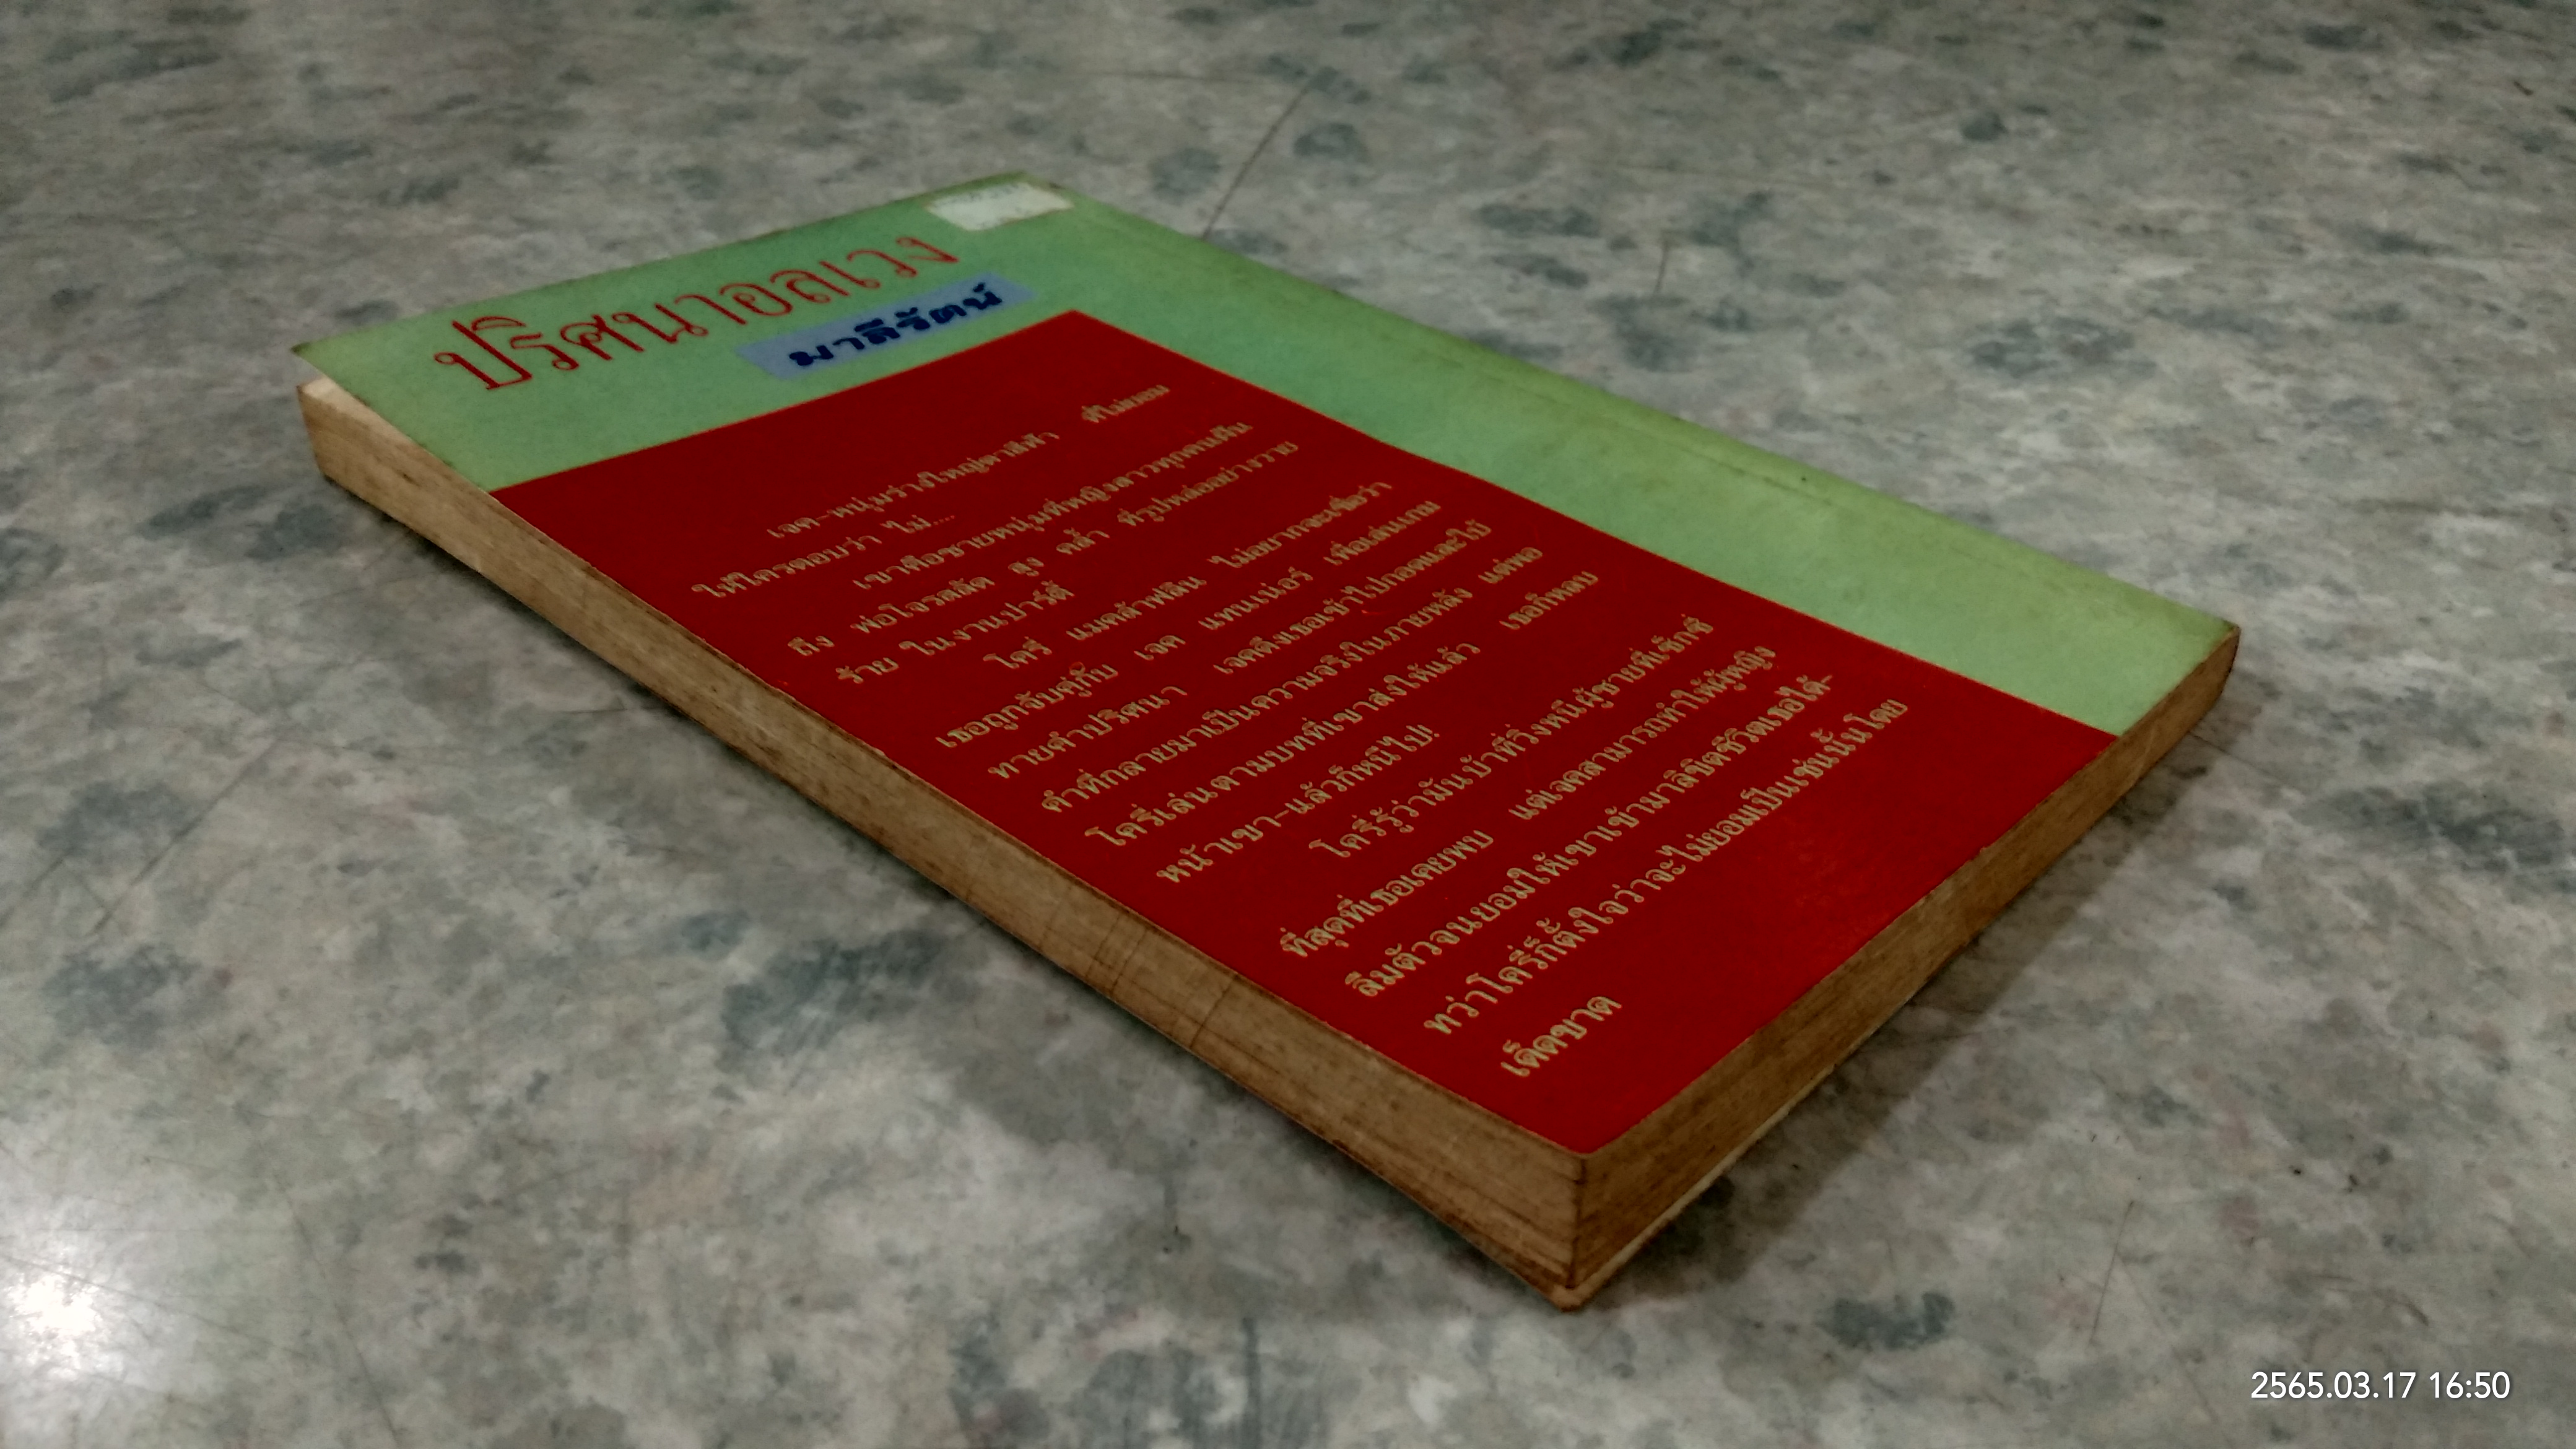 ปริศนาอลเวง
มาลีรัตน์
เจด-หนุ่มร่างใหญ่ตาสีฟ้า ที่ไม่ยอม
ให้ใครตอบว่า ไม่....
เขาคือชายหนุ่มที่หญิงสาวทุกคนฝัน
ถึง พ่อโจรสลัด สูง คล้ำ ที่รูปหล่ออย่างวาย
ร้าย ในงานปาร์ตี้
โครี่ แมคลัาฟลิน ไม่อยากจะเชื่อว่า
เธอถูกจับคู่กับ เจด แทนเน่อร์ เพื่อเล่นเกม
ทายคำปริศนา เจดดึงเธอเข้าไปกอดและใบ้
คำที่กลายมาเป็นความจริงในภายหลัง แต่พอ
โครี่เล่นตามบทที่เขาส่งให้แล้ว เธอก็หลบ
หน้าเขา-แล้วก็หนีไป!
โครี่รู้ว่ามันบ้าที่วิ่งหนีผู้ชายที่เซ็กซ์
ที่สุดที่เธอเคยพบ แต่เจดสามารถทำให้ผู้หญิง
ลืมตัวจนยอมให้เขาเข้ามาลิขิตชีวิตเธอได้-
ทว่าโครี่ก็ตั้งใจว่าจะไม่ยอมเป็นเช่นนั้นโดย
เด็ดขาด
2565.03.17 16:50